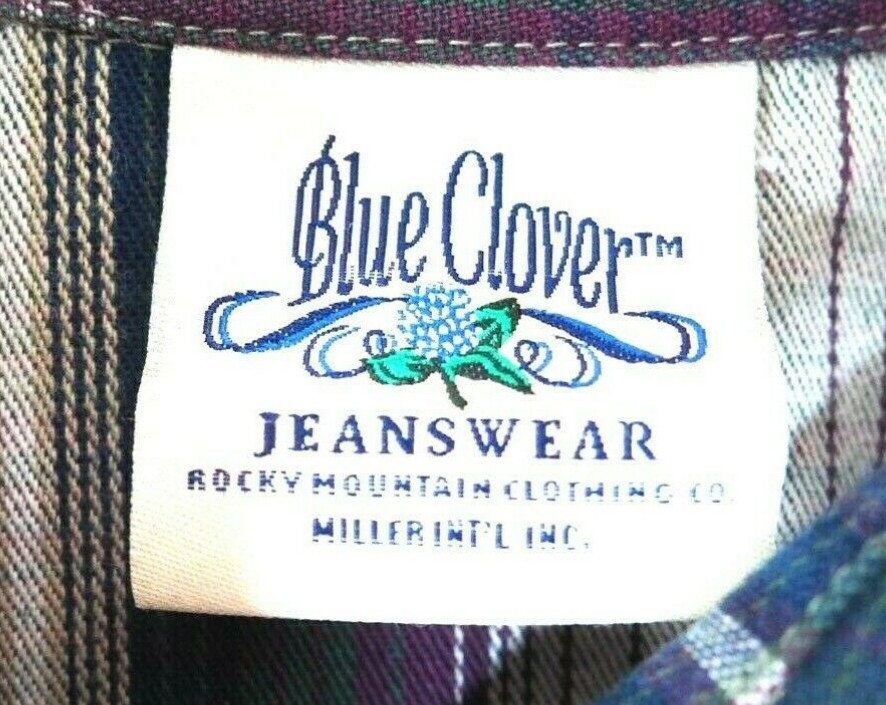 Blue Clover™
JEANSWEAR
ROCKY MOUNTAIN CLOTHING CO.
MILLER INT'L INC.